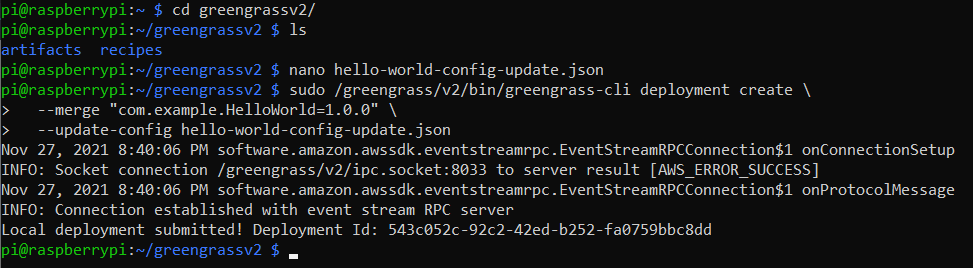 pi@raspberrypi:~ $ cd greengrassv2/
pi@raspberrypi:~/greengrassv2 $ ls
artifacts  recipes
pi@raspberrypi:~/greengrassv2 $ nano hello-world-config-update.json
pi@raspberrypi:~/greengrassv2 $ sudo /greengrass/v2/bin/greengrass-cli deployment create \
>   --merge "com.example.HelloWorld=1.0.0" \
>   --update-config hello-world-config-update.json
Nov 27, 2021 8:40:06 PM software.amazon.awssdk.eventstreamrpc.EventStreamRPCConnection$1 onConnectionSetup
INFO: Socket connection /greengrass/v2/ipc.socket:8033 to server result [AWS_ERROR_SUCCESS]
Nov 27, 2021 8:40:06 PM software.amazon.awssdk.eventstreamrpc.EventStreamRPCConnection$1 onProtocolMessage
INFO: Connection established with event stream RPC server
Local deployment submitted! Deployment Id: 543c052c-92c2-42ed-b252-fa0759bbc8dd
pi@raspberrypi:~/greengrassv2 $